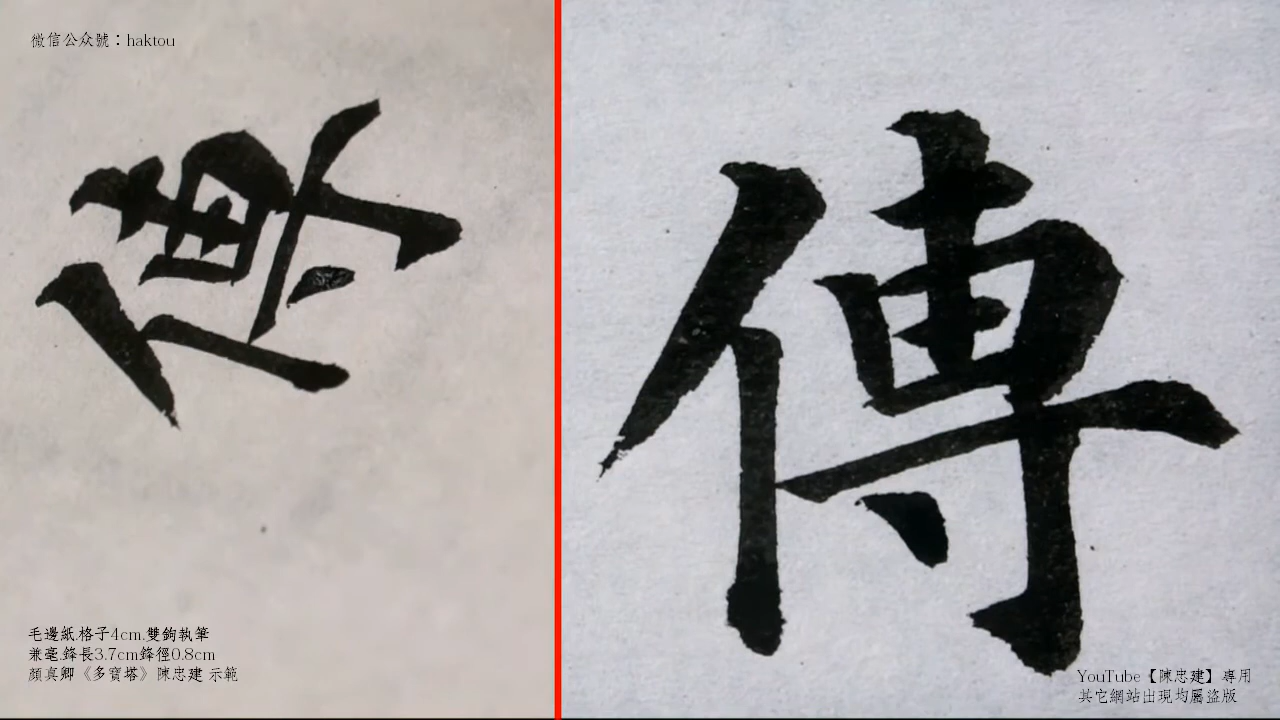 微信公众號：haktou
傳
傳
毛邊紙,格子4cm,雙鉤執筆
兼毫,鋒長3.7cm鋒徑0.8cm
顔真卿《多寶塔》陳忠建 示範
YouTube【陳忠建】專用
其它網站出現均屬盜版